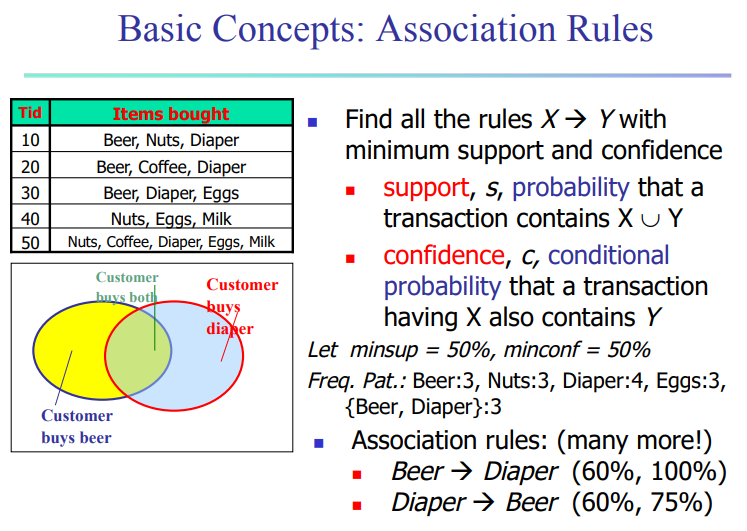 Basic Concepts: Association Rules
Tid Items bought
10 Beer, Nuts, Diaper
20 Beer, Coffee, Diaper
30 Beer, Diaper, Eggs
40 Nuts, Eggs, Milk
50 Nuts, Coffee, Diaper, Eggs, Milk
Customer
buys both
Customer
buys
diaper
Customer
buys beer
Find all the rules X → Y with
minimum support and confidence
support, s, probability that a
transaction contains X ∪ Y
confidence, c, conditional
probability that a transaction
having X also contains Y
Let minsup = 50%, minconf = 50%
Freq. Pat.: Beer:3, Nuts:3, Diaper:4, Eggs:3,
{Beer, Diaper}:3
Association rules: (many more!)
Beer → Diaper (60%, 100%)
Diaper → Beer (60%, 75%)